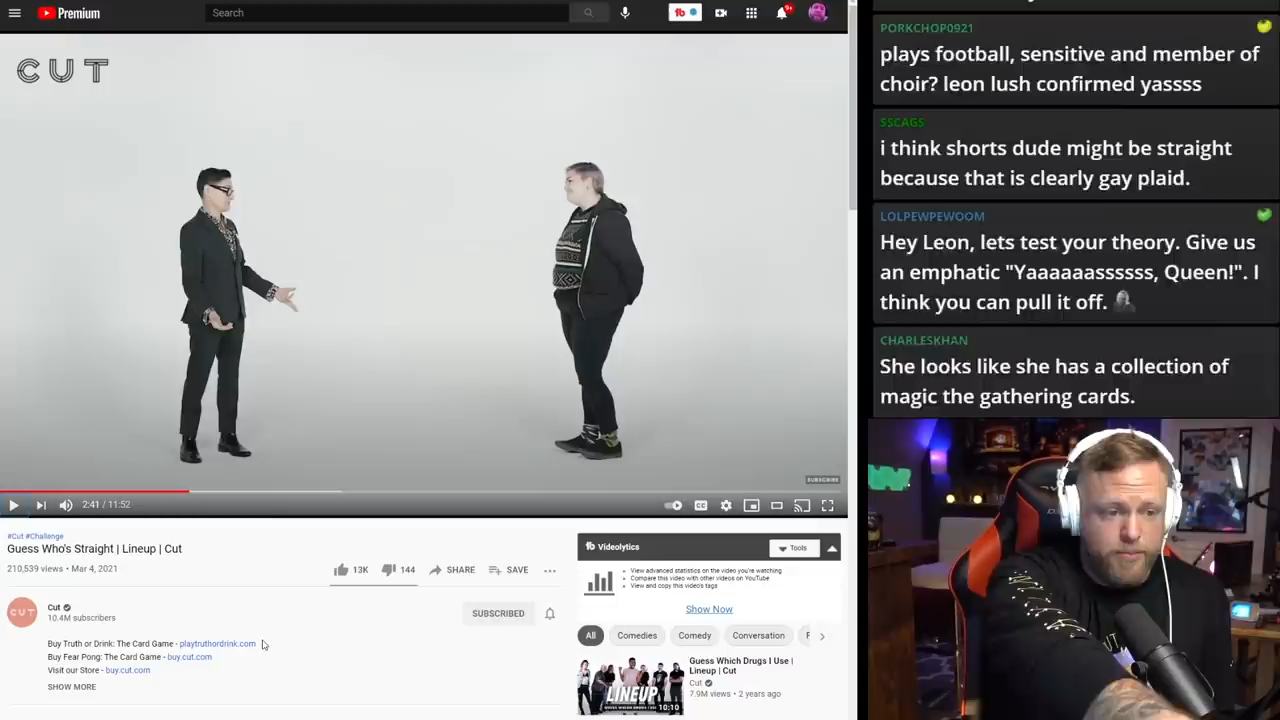 Premium
Search
9+
CUT
SUBSCRIBE
2:41 / 11:52
#Cut #Challenge
Guess Who's Straight | Lineup | Cut
210,539 views • Mar 4, 2021
13K
144
SHARE
SAVE
CUT
Cut
10.4M subscribers
SUBSCRIBED
Buy Truth or Drink: The Card Game - playtruthordrink.com
Buy Fear Pong: The Card Game - buy.cut.com
Visit our Store - buy.cut.com
SHOW MORE
Videolytics
Tools
View advanced statistics on the video you're watching
Compare this video with other videos on YouTube
View and copy this video's tags
Show Now
All
Comedies
Comedy
Conversation
LINEUP
10:10
Guess Which Drugs I Use |
Lineup | Cut
Cut
7.9M views • 2 years ago
PORKCHOP0921
plays football, sensitive and member of
choir? leon lush confirmed yassss
SSCAGS
i think shorts dude might be straight
because that is clearly gay plaid.
LOLPEWPEWOOM
Hey Leon, lets test your theory. Give us
an emphatic "Yaaaaaassssss, Queen!". I
think you can pull it off.
CHARLESKHAN
She looks like she has a collection of
magic the gathering cards.